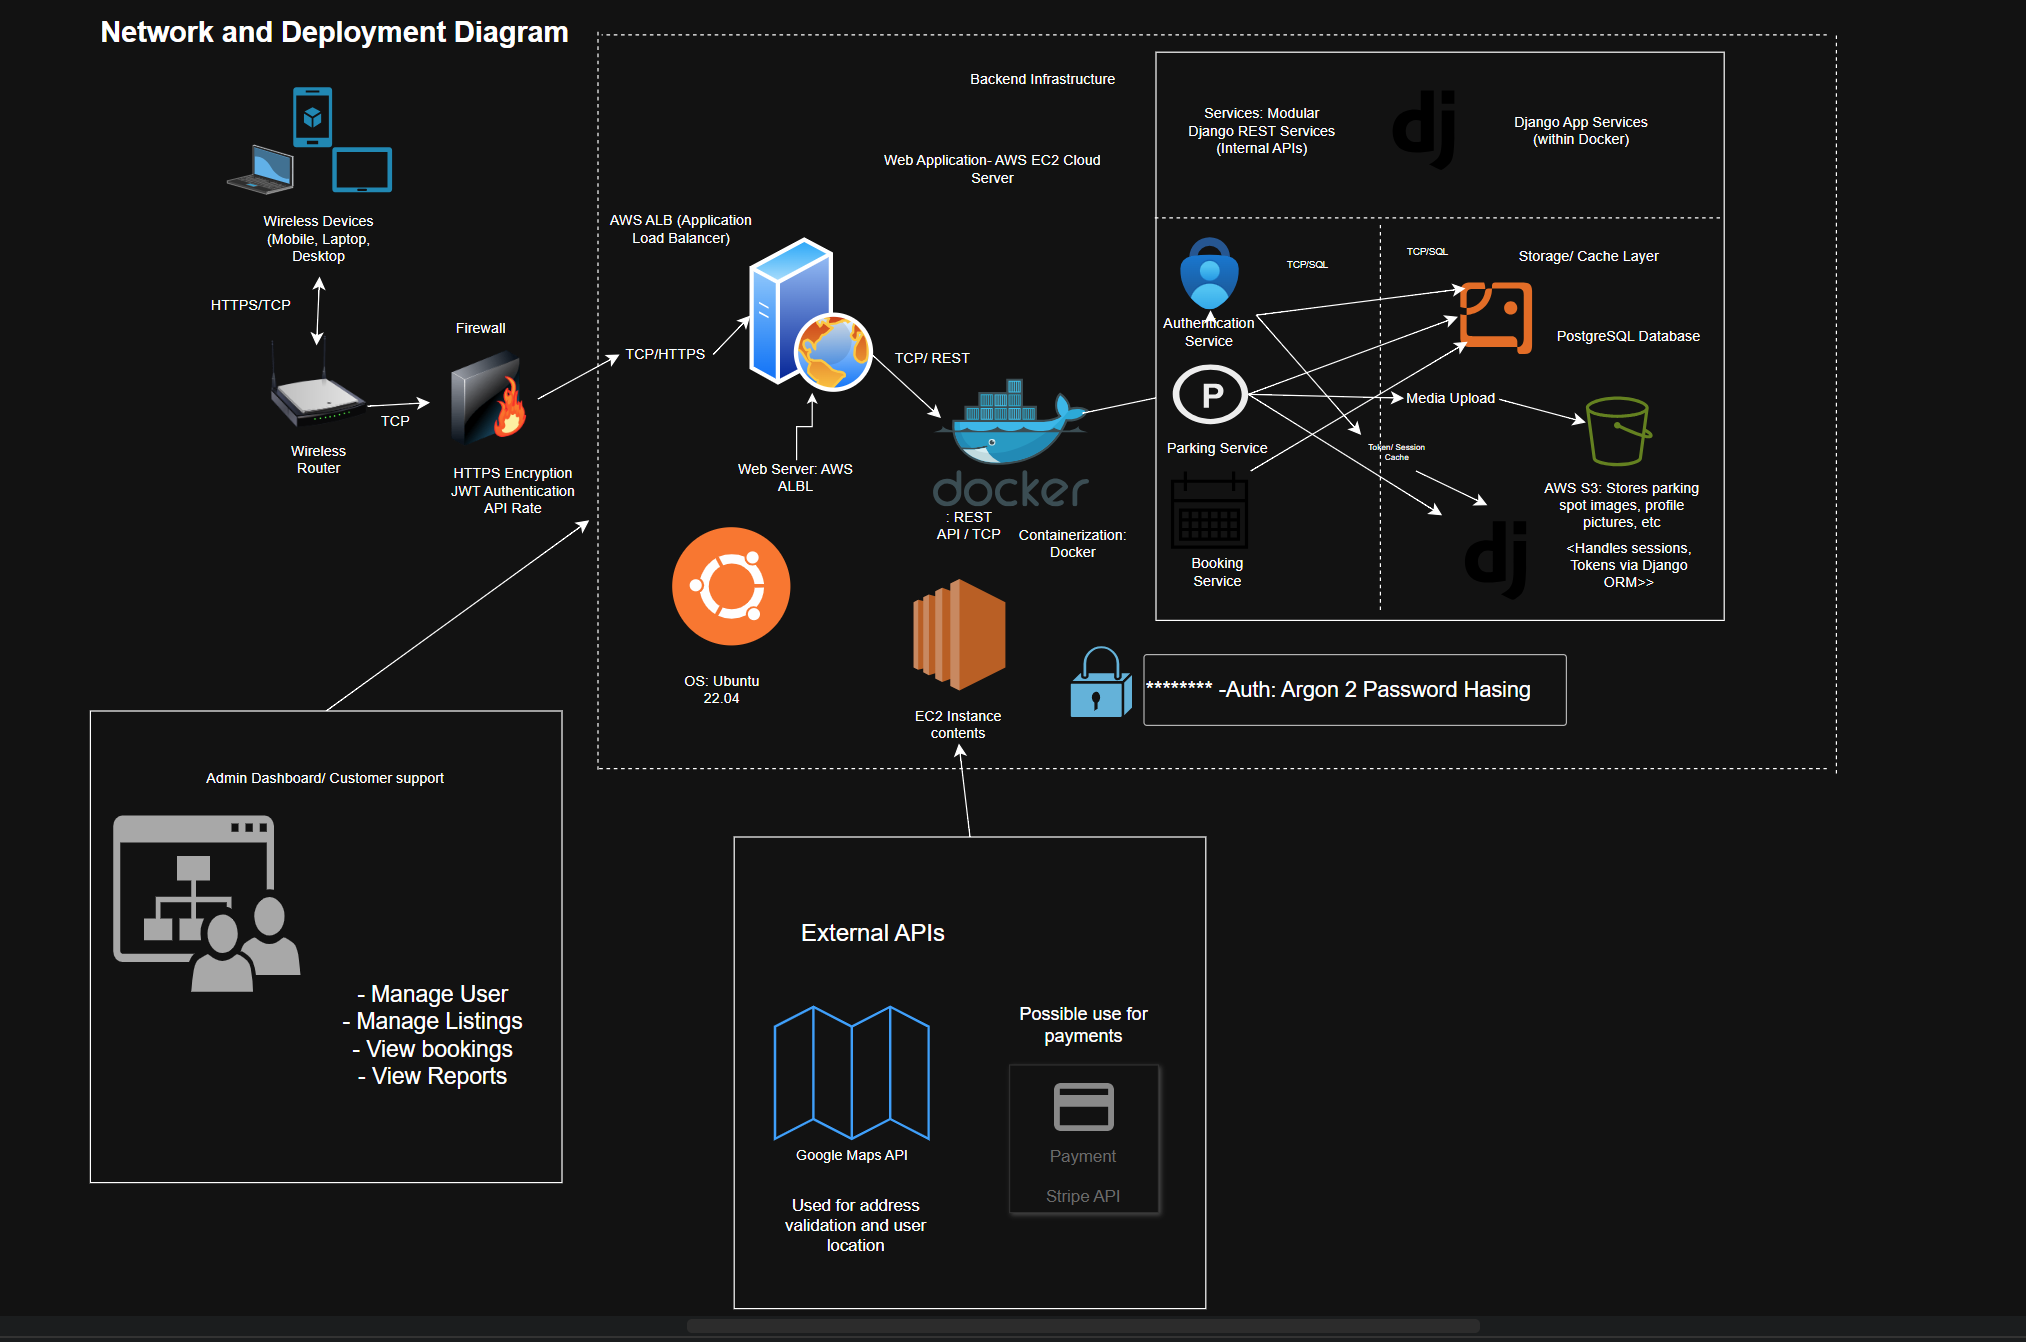 Network and Deployment Diagram
Wireless Devices
(Mobile, Laptop,
Desktop
HTTPS/TCP
Wireless
Router
TCP
Firewall
HTTPS Encryption
JWT Authentication
API Rate
TCP/HTTPS
Backend Infrastructure
Web Application- AWS EC2 Cloud
Server
AWS ALB (Application
Load Balancer)
TCP/ REST
Web Server: AWS
ALBL
docker
: REST
API / TCP
Containerization:
Docker
OS: Ubuntu
22.04
EC2 Instance
contents
Services: Modular
Django REST Services
(Internal APIs)
dj
Django App Services
(within Docker)
TCP/SQL
TCP/SQL
Storage/ Cache Layer
Authentication
Service
PostgreSQL Database
P
Parking Service
Media Upload
Token/ Session
Cache
Booking
Service
AWS S3: Stores parking
spot images, profile
pictures, etc
dj
<Handles sessions,
Tokens via Django
ORM>>
******** -Auth: Argon 2 Password Hasing
Admin Dashboard/ Customer support
- Manage User
- Manage Listings
- View bookings
- View Reports
External APIs
Google Maps API
Used for address
validation and user
location
Possible use for
payments
Payment
Stripe API